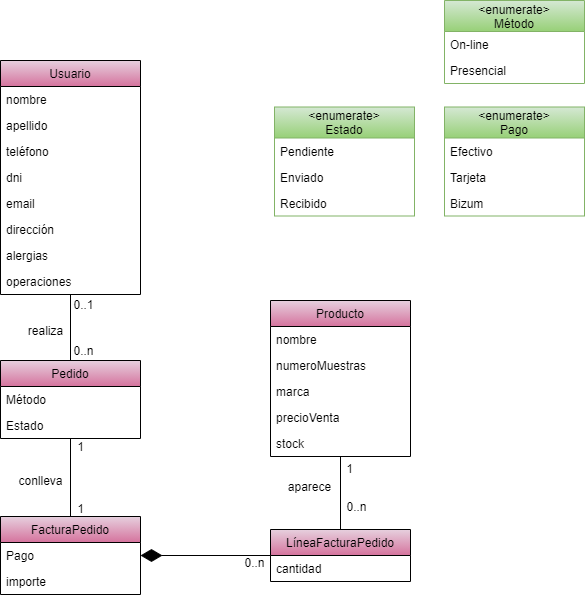 <enumerate>
Método
On-line
Presencial
Usuario
nombre
apellido
teléfono
dni
email
dirección
alergias
operaciones
<enumerate>
Estado
Pendiente
Enviado
Recibido
<enumerate>
Pago
Efectivo
Tarjeta
Bizum
0..1
realiza
0..n
Pedido
Método
Estado
1
conlleva
1
Producto
nombre
numeroMuestras
marca
precioVenta
stock
1
aparece
0..n
FacturaPedido
Pago
importe
0..n
LíneaFacturaPedido
cantidad